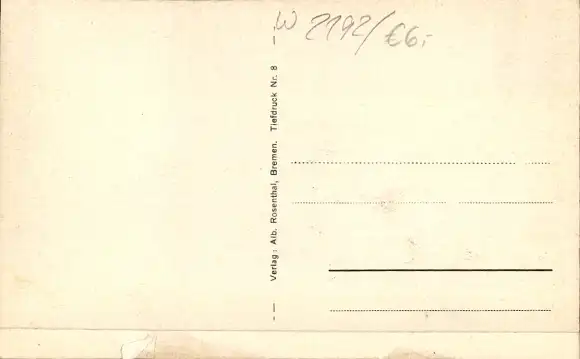 W 2192/€6,-
Verlag: Alb. Rosenthal, Bremen. Tiefdruck Nr. 8